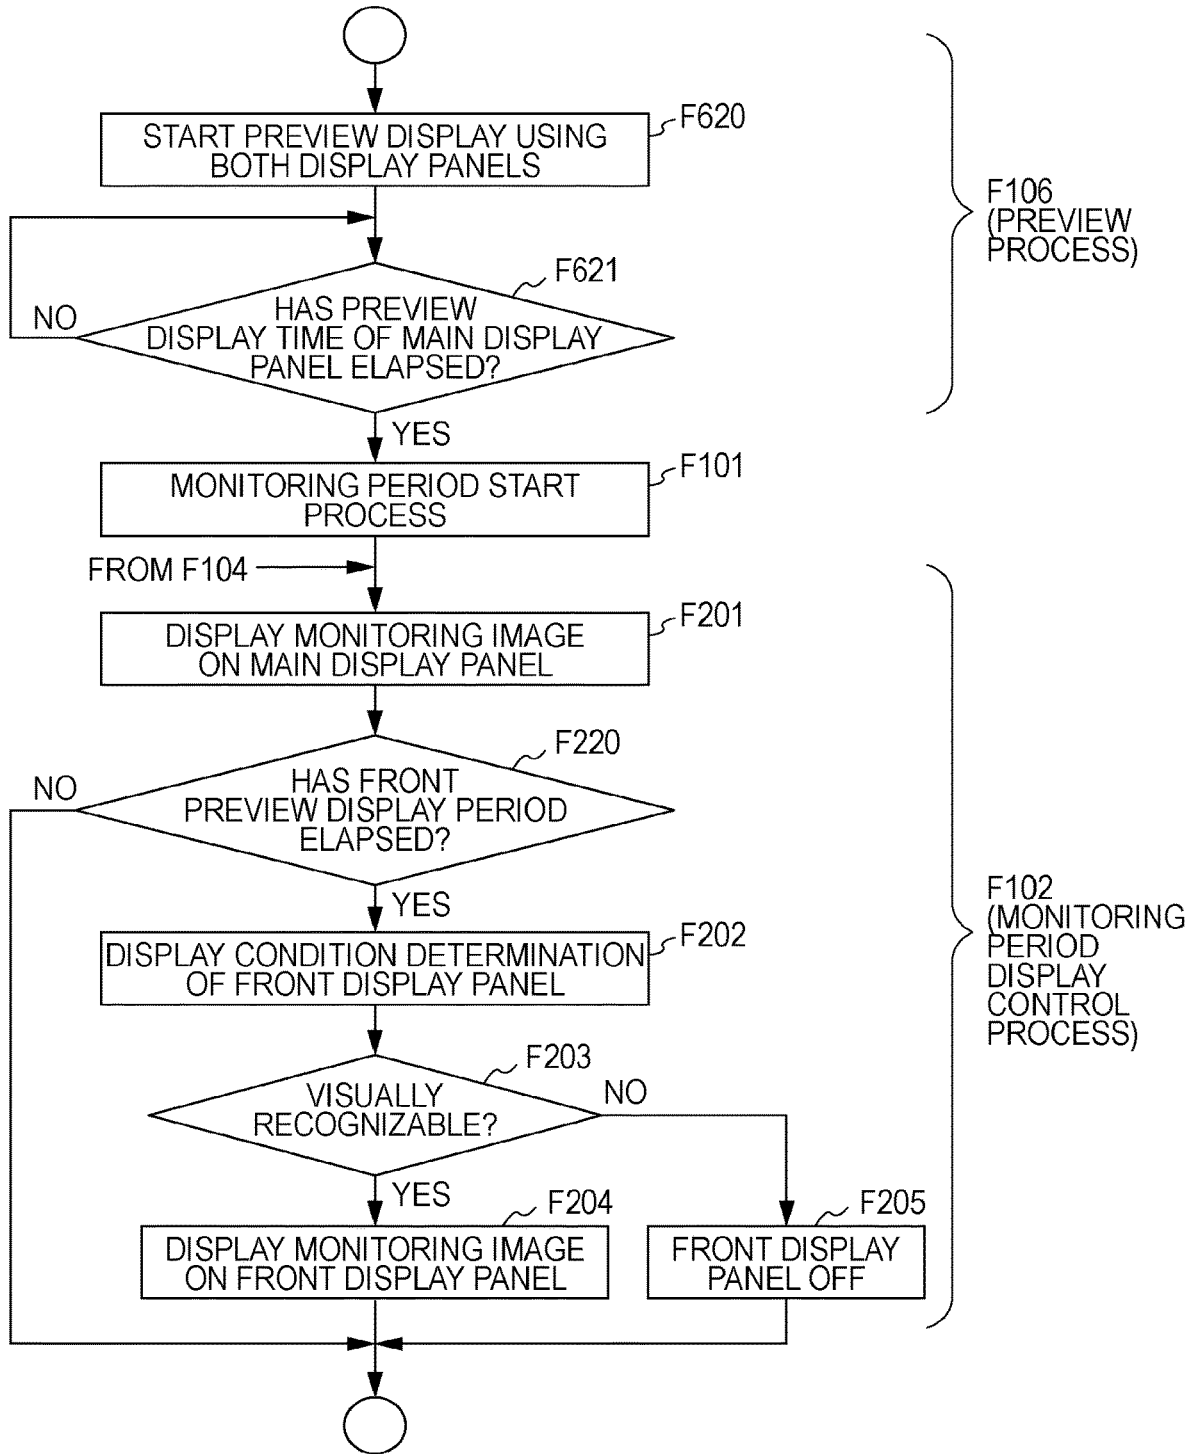 START PREVIEW DISPLAY USING
BOTH DISPLAY PANELS
F620
F106
(PREVIEW
PROCESS)
F621
HAS PREVIEW
DISPLAY TIME OF MAIN DISPLAY
PANEL ELAPSED?
NO
YES
MONITORING PERIOD START
PROCESS
F101
FROM F104
DISPLAY MONITORING IMAGE
ON MAIN DISPLAY PANEL
F201
F220
HAS FRONT
PREVIEW DISPLAY PERIOD
ELAPSED?
NO
YES
F102
(MONITORING
PERIOD
DISPLAY
CONTROL
PROCESS)
DISPLAY CONDITION DETERMINATION
OF FRONT DISPLAY PANEL
F202
F203
VISUALLY
RECOGNIZABLE?
NO
YES
F204
DISPLAY MONITORING IMAGE
ON FRONT DISPLAY PANEL
F205
FRONT DISPLAY
PANEL OFF